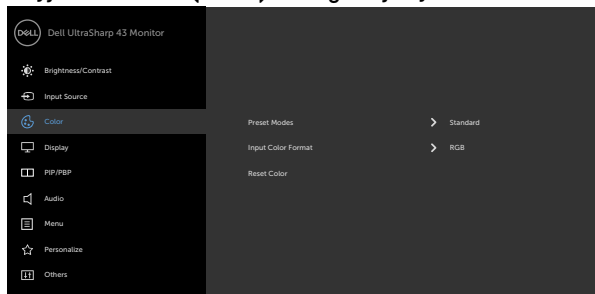 DELL
Dell UltraSharp 43 Monitor
Brightness/Contrast
Input Source
Color
Preset Modes
Standard
Display
Input Color Format
RGB
PIP/PBP
Reset Color
Audio
Menu
Personalize
Others